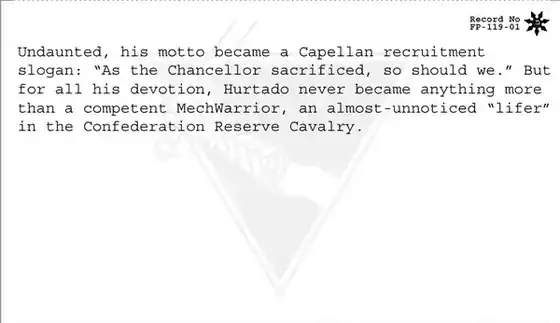 Record No
FP-119-01
Undaunted, his motto became a Capellan recruitment
slogan: “As the Chancellor sacrificed, so should we.” But
for all his devotion, Hurtado never became anything more
than a competent MechWarrior, an almost-unnoticed “lifer”
in the Confederation Reserve Cavalry.